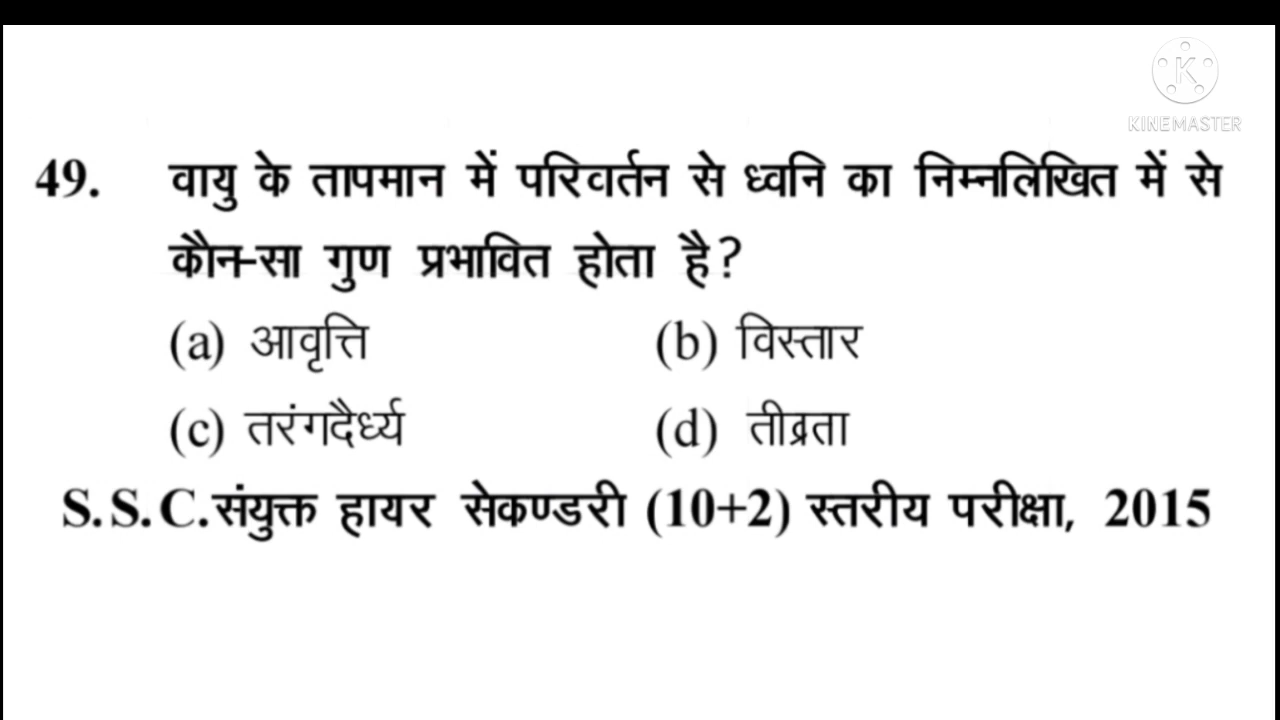 KINEMASTER
49. वायु के तापमान में परिवर्तन से ध्वनि का निम्नलिखित में से
कौन-सा गुण प्रभावित होता है?
(a) आवृत्ति (b) विस्तार
(c) तरंगदैर्ध्य (d) तीव्रता
S.S.C.संयुक्त हायर सेकण्डरी (10+2) स्तरीय परीक्षा, 2015